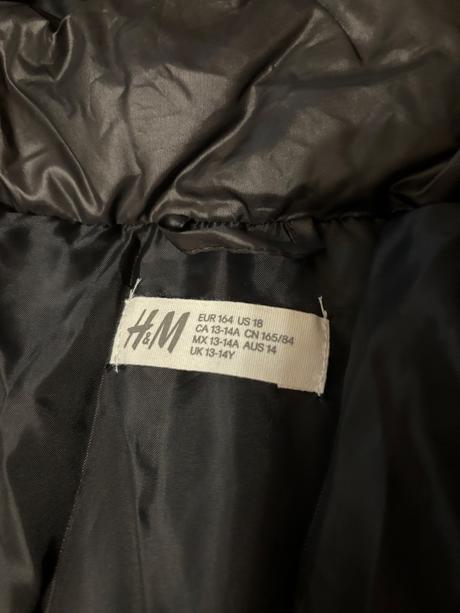 H&M
EUR 164 US 18
CA 13-14A CN 165/84
MX 13-14A AUS 14
UK 13-14Y